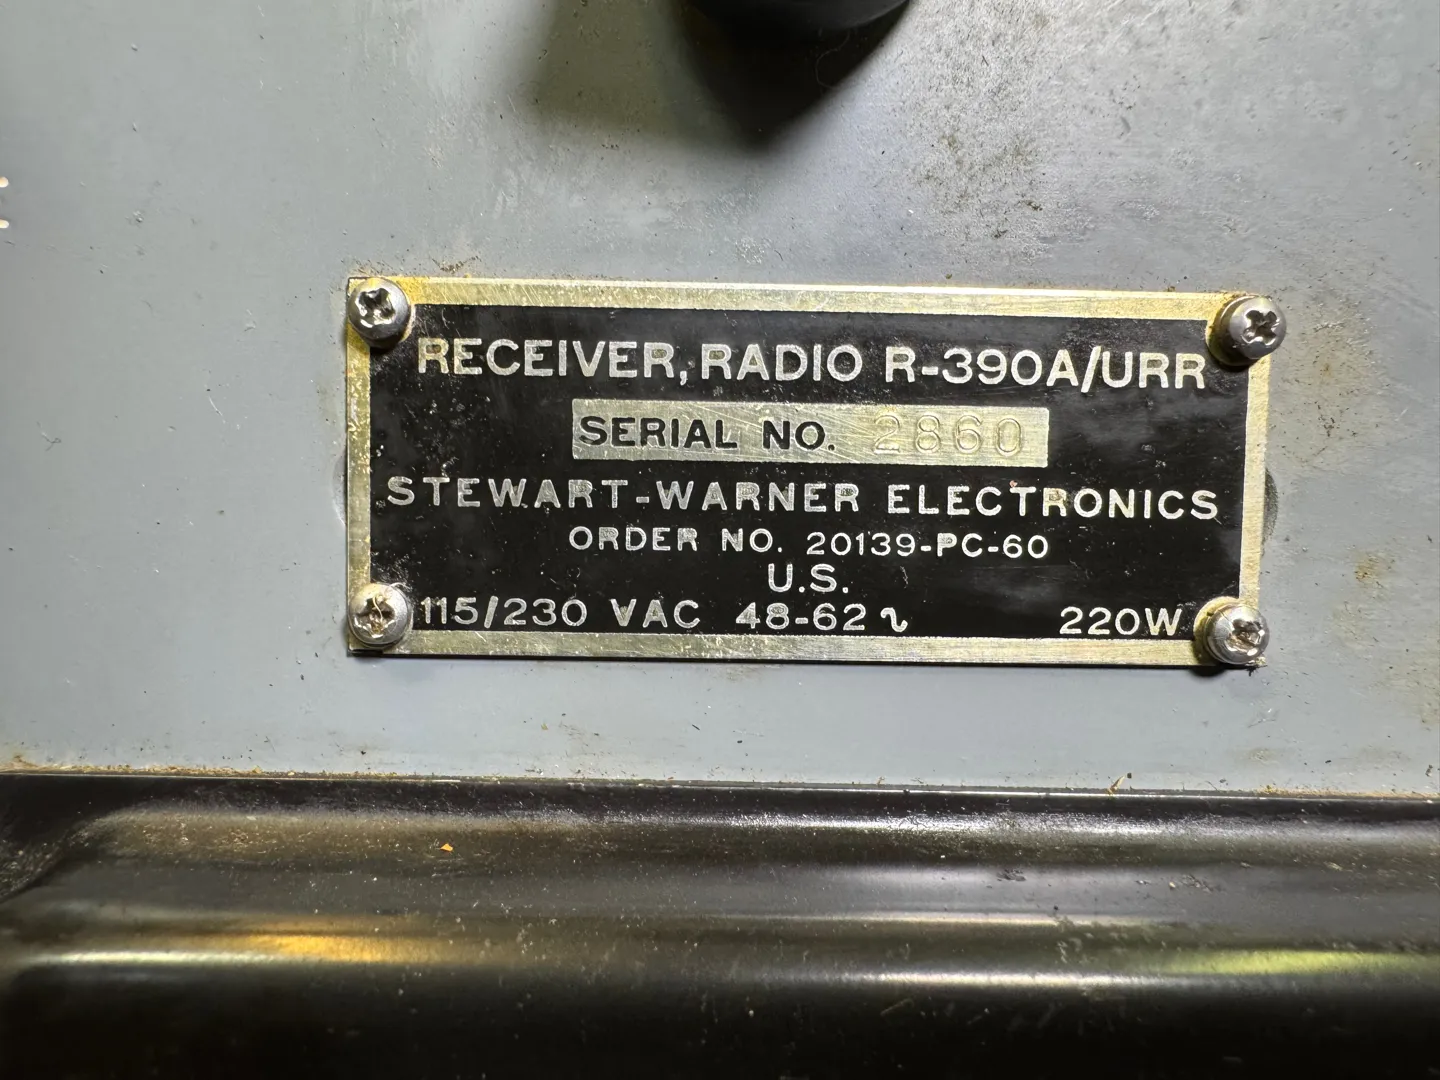 RECEIVER, RADIO R-390A/URR
SERIAL NO. 2860
STEWART-WARNER ELECTRONICS
ORDER NO. 20139-PC-60
U.S.
115/230 VAC 48-62 ∿ 220W